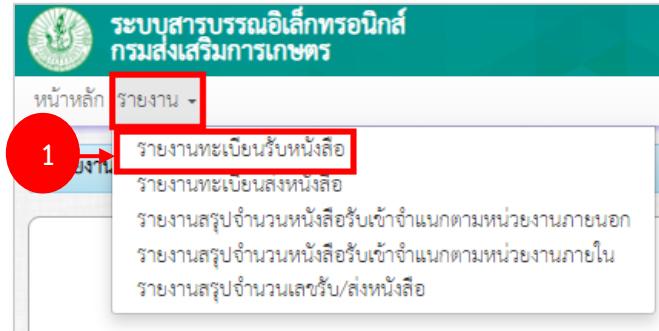 ระบบสารบรรณอิเล็กทรอนิกส์
กรมส่งเสริมการเกษตร
หน้าหลัก รายงาน
1
รายงานทะเบียนรับหนังสือ
รายงานทะเบียนส่งหนังสือ
รายงานสรุปจำนวนหนังสือรับเข้าจำแนกตามหน่วยงานภายนอก
รายงานสรุปจำนวนหนังสือรับเข้าจำแนกตามหน่วยงานภายใน
รายงานสรุปจำนวนเลขรับ/ส่งหนังสือ